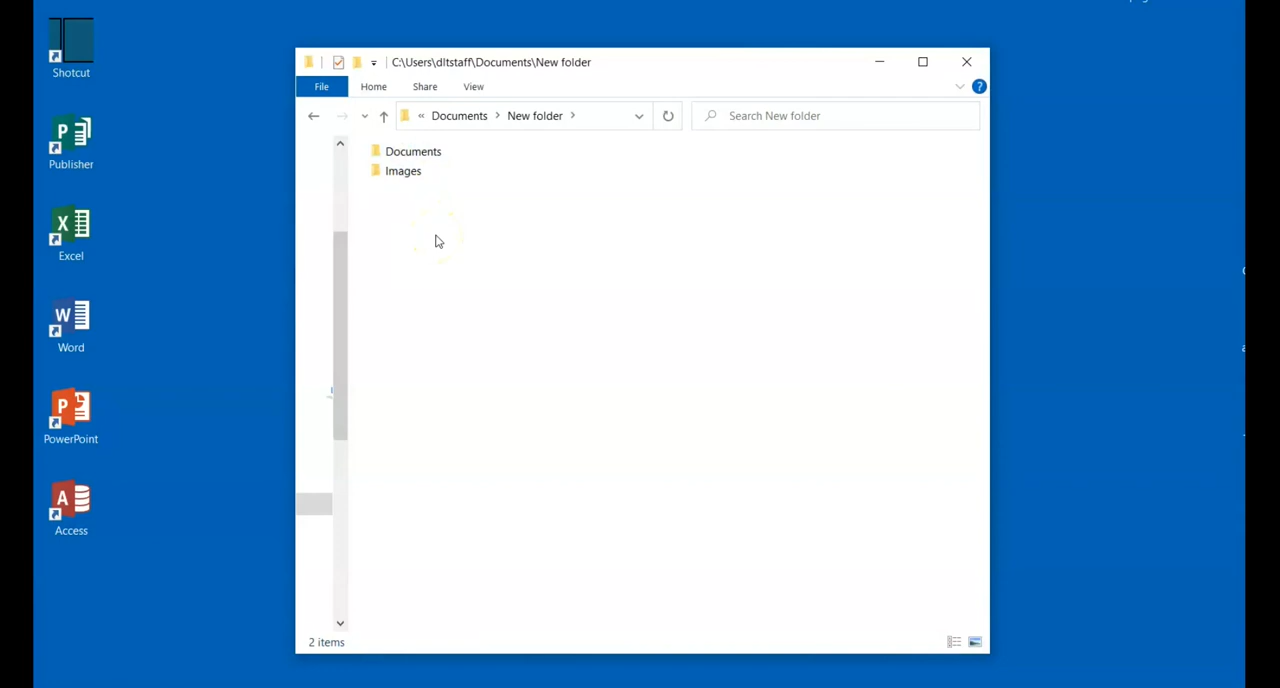 Shotcut
Publisher
Excel
Word
PowerPoint
Access
C:\Users\dltstaff\Documents\New folder
File Home Share View
« Documents > New folder >
Search New folder
Documents
Images
2 items